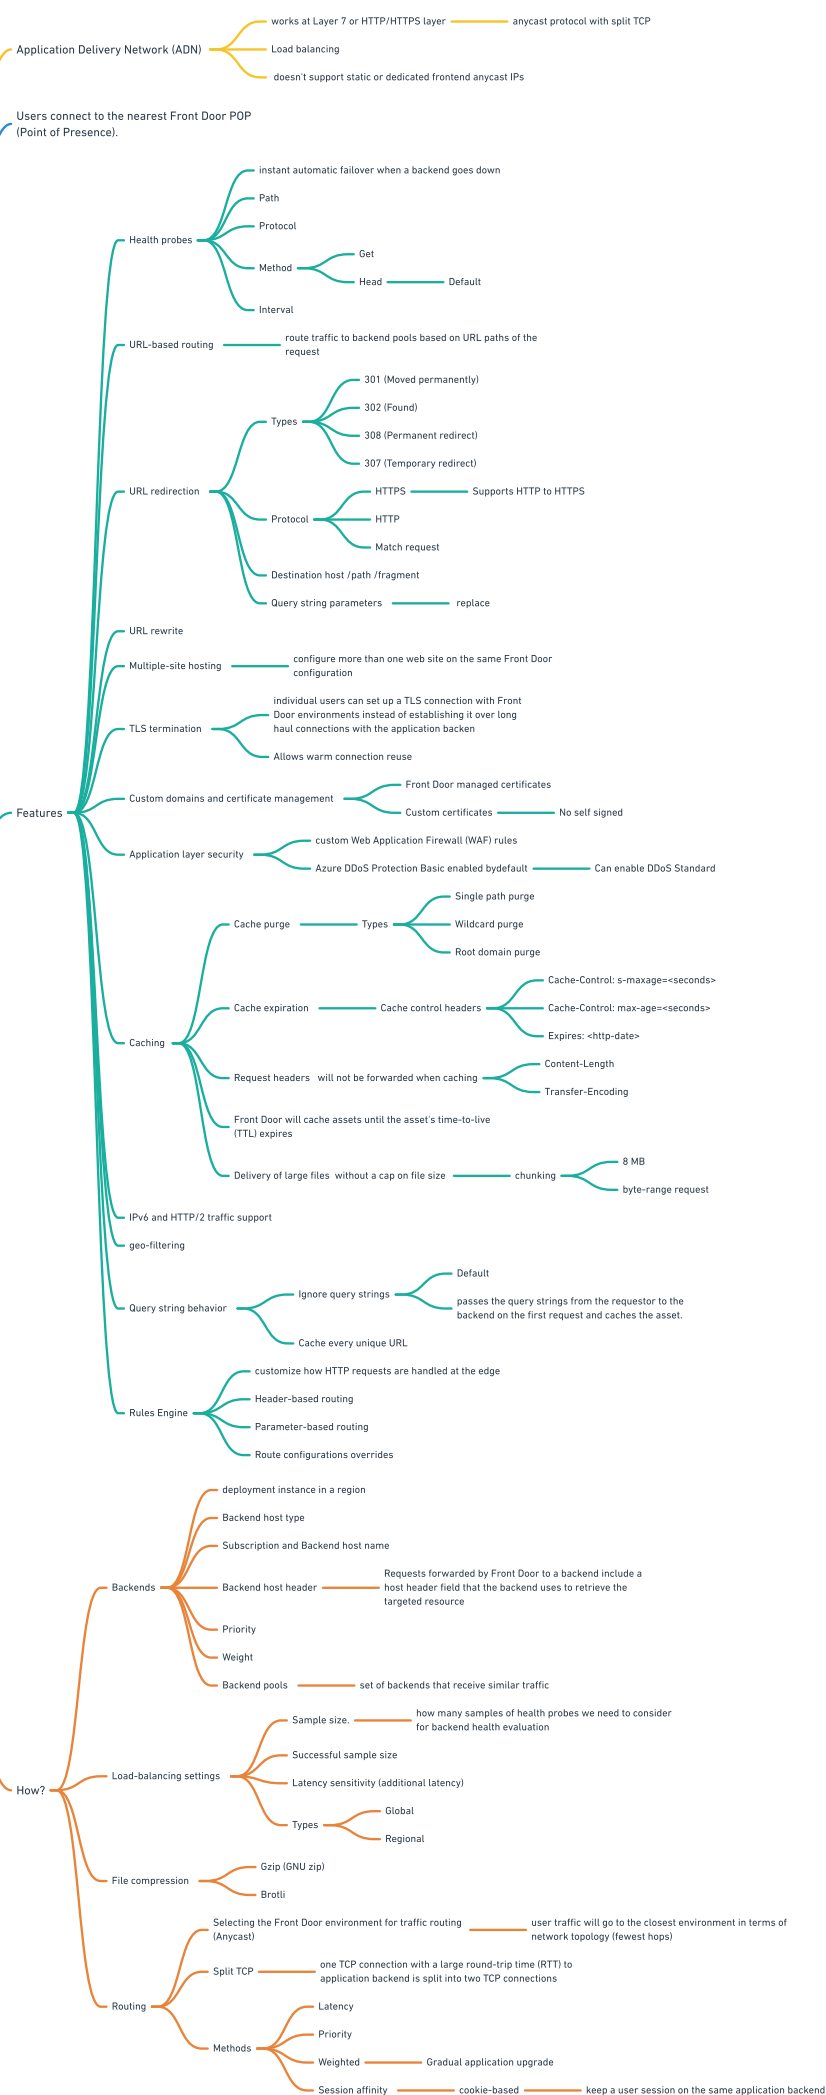 works at Layer 7 or HTTP/HTTPS layer
anycast protocol with split TCP
Application Delivery Network (ADN)
Load balancing
doesn't support static or dedicated frontend anycast IPs
Users connect to the nearest Front Door POP
(Point of Presence).
Features
Health probes
instant automatic failover when a backend goes down
Path
Protocol
Method
Get
Head
Default
Interval
URL-based routing
route traffic to backend pools based on URL paths of the
request
URL redirection
Types
301 (Moved permanently)
302 (Found)
308 (Permanent redirect)
307 (Temporary redirect)
Protocol
HTTPS
Supports HTTP to HTTPS
HTTP
Match request
Destination host /path /fragment
Query string parameters
replace
URL rewrite
Multiple-site hosting
configure more than one web site on the same Front Door
configuration
TLS termination
individual users can set up a TLS connection with Front
Door environments instead of establishing it over long
haul connections with the application backen
Allows warm connection reuse
Custom domains and certificate management
Front Door managed certificates
Custom certificates
No self signed
Application layer security
custom Web Application Firewall (WAF) rules
Azure DDoS Protection Basic enabled bydefault
Can enable DDoS Standard
Caching
Cache purge
Types
Single path purge
Wildcard purge
Root domain purge
Cache expiration
Cache control headers
Cache-Control: s-maxage=<seconds>
Cache-Control: max-age=<seconds>
Expires: <http-date>
Request headers will not be forwarded when caching
Content-Length
Transfer-Encoding
Front Door will cache assets until the asset's time-to-live
(TTL) expires
Delivery of large files without a cap on file size
chunking
8 MB
byte-range request
IPv6 and HTTP/2 traffic support
geo-filtering
Query string behavior
Ignore query strings
Default
passes the query strings from the requestor to the
backend on the first request and caches the asset.
Cache every unique URL
Rules Engine
customize how HTTP requests are handled at the edge
Header-based routing
Parameter-based routing
Route configurations overrides
How?
Backends
deployment instance in a region
Backend host type
Subscription and Backend host name
Backend host header
Requests forwarded by Front Door to a backend include a
host header field that the backend uses to retrieve the
targeted resource
Priority
Weight
Backend pools
set of backends that receive similar traffic
Load-balancing settings
Sample size.
how many samples of health probes we need to consider
for backend health evaluation
Successful sample size
Latency sensitivity (additional latency)
Types
Global
Regional
File compression
Gzip (GNU zip)
Brotli
Routing
Selecting the Front Door environment for traffic routing
(Anycast)
user traffic will go to the closest environment in terms of
network topology (fewest hops)
Split TCP
one TCP connection with a large round-trip time (RTT) to
application backend is split into two TCP connections
Methods
Latency
Priority
Weighted
Gradual application upgrade
Session affinity
cookie-based
keep a user session on the same application backend